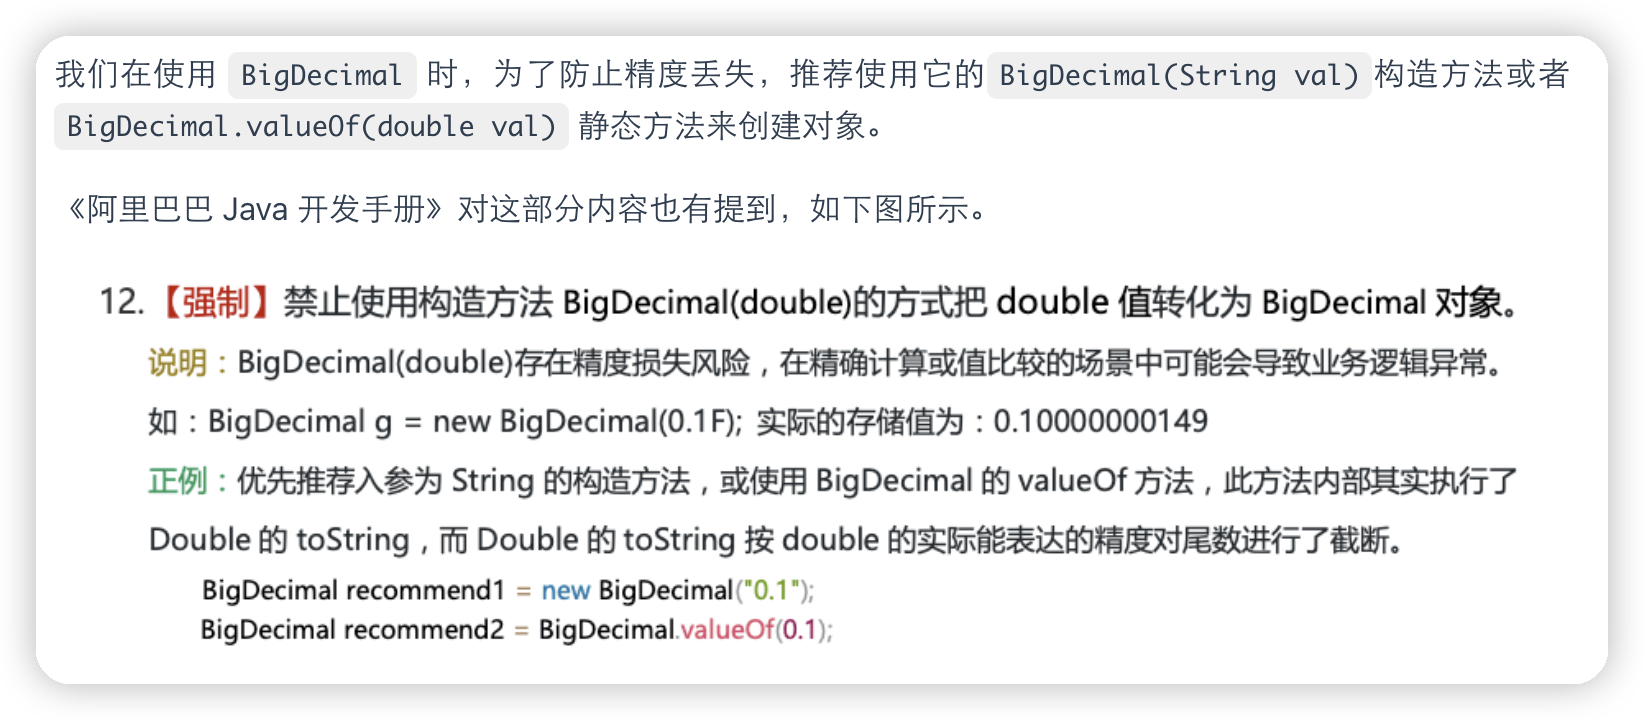 我们在使用 BigDecimal 时，为了防止精度丢失，推荐使用它的BigDecimal(String val)构造方法或者
BigDecimal.valueOf(double val) 静态方法来创建对象。
《阿里巴巴 Java 开发手册》对这部分内容也有提到，如下图所示。
12.【强制】禁止使用构造方法 BigDecimal(double)的方式把 double 值转化为 BigDecimal 对象。
说明：BigDecimal(double)存在精度损失风险，在精确计算或值比较的场景中可能会导致业务逻辑异常。
如：BigDecimal g = new BigDecimal(0.1F); 实际的存储值为：0.10000000149
正例：优先推荐入参为 String 的构造方法，或使用 BigDecimal 的 valueOf 方法，此方法内部其实执行了
Double 的 toString，而 Double 的 toString 按 double 的实际能表达的精度对尾数进行了截断。
BigDecimal recommend1 = new BigDecimal("0.1");
BigDecimal recommend2 = BigDecimal.valueOf(0.1);